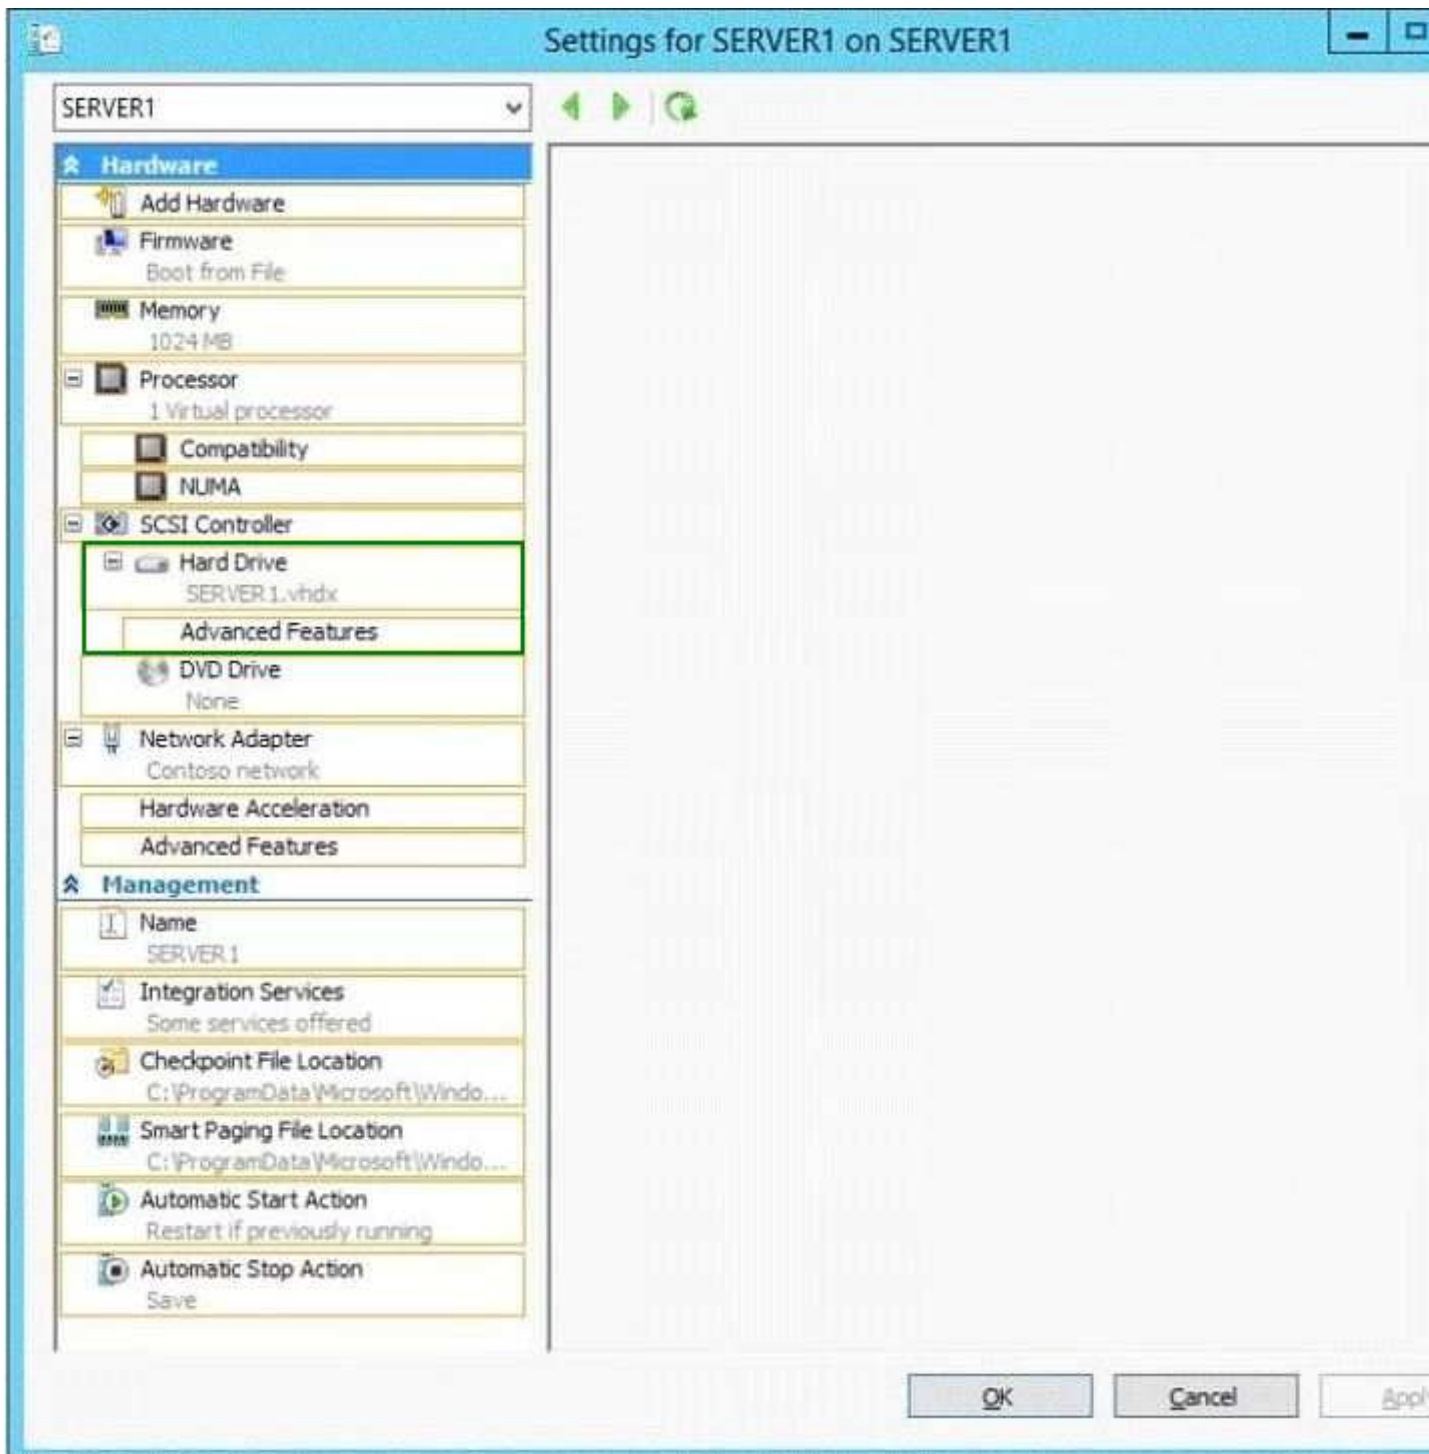 Settings for SERVER1 on SERVER1
SERVER1
Hardware
Add Hardware
Firmware
Boot from File
Memory
1024 MB
Processor
1 Virtual processor
Compatibility
NUMA
SCSI Controller
Hard Drive
SERVER1.vhdx
Advanced Features
DVD Drive
None
Network Adapter
Contoso network
Hardware Acceleration
Advanced Features
Management
Name
SERVER1
Integration Services
Some services offered
Checkpoint File Location
C:\ProgramData\Microsoft\Windo...
Smart Paging File Location
C:\ProgramData\Microsoft\Windo...
Automatic Start Action
Restart if previously running
Automatic Stop Action
Save
OK
Cancel